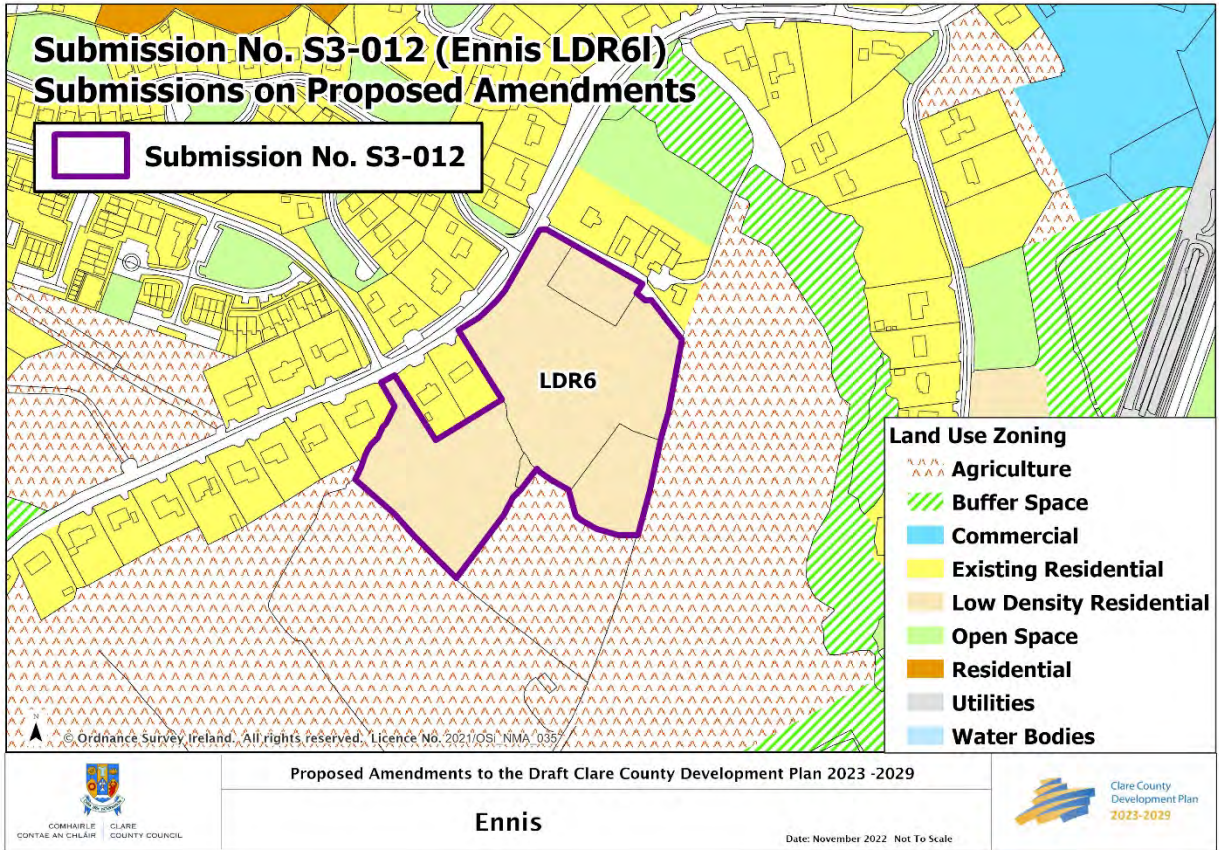 Submission No. S3-012 (Ennis LDR6l)
Submissions on Proposed Amendments
Submission No. S3-012
LDR6
Land Use Zoning
Agriculture
Buffer Space
Commercial
Existing Residential
Low Density Residential
Open Space
Residential
Utilities
Water Bodies
N
© Ordnance Survey Ireland. All rights reserved. Licence No. 2021/OSi_NMA_035
COMHAIRLE CONTAE AN CHLÁIR
CLARE COUNTY COUNCIL
Proposed Amendments to the Draft Clare County Development Plan 2023 -2029
Ennis
Date: November 2022 Not To Scale
Clare County
Development Plan
2023-2029